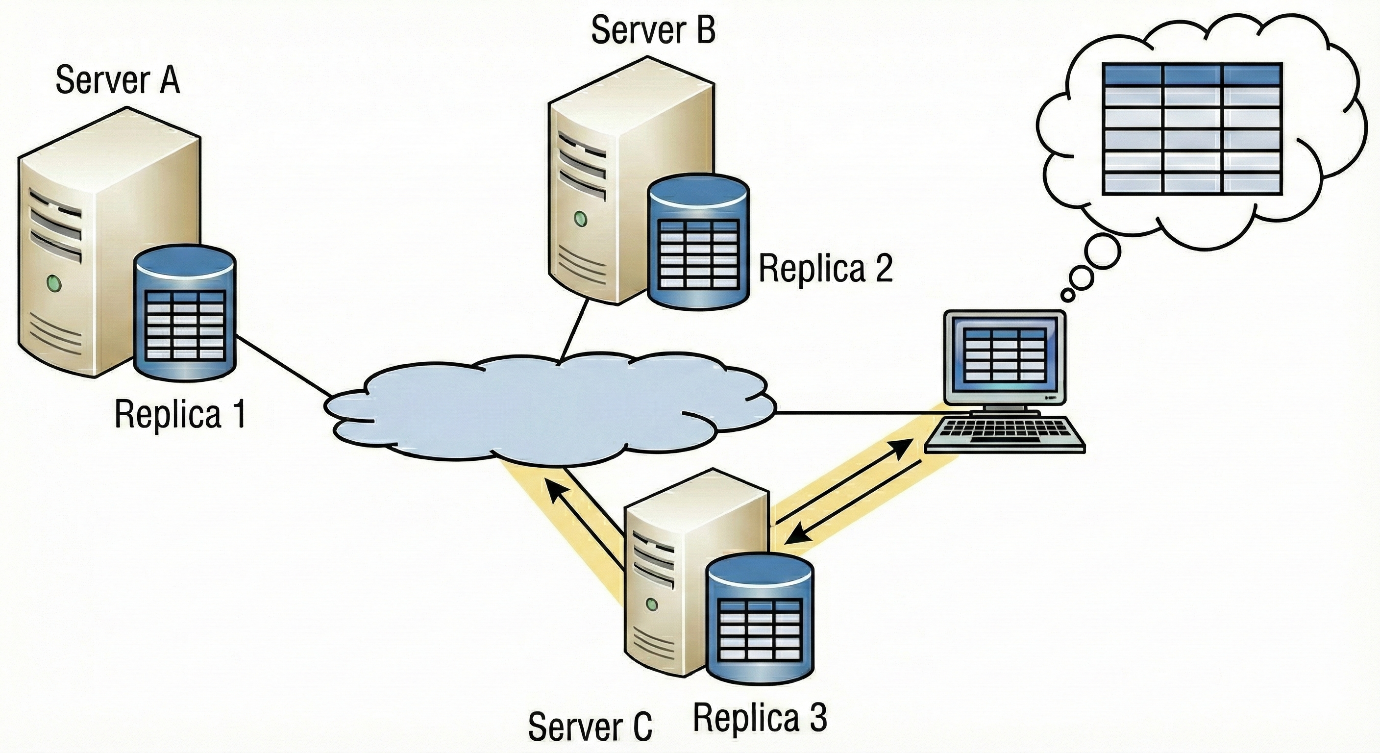 Server A
Server B
Replica 1
Replica 2
Server C
Replica 3